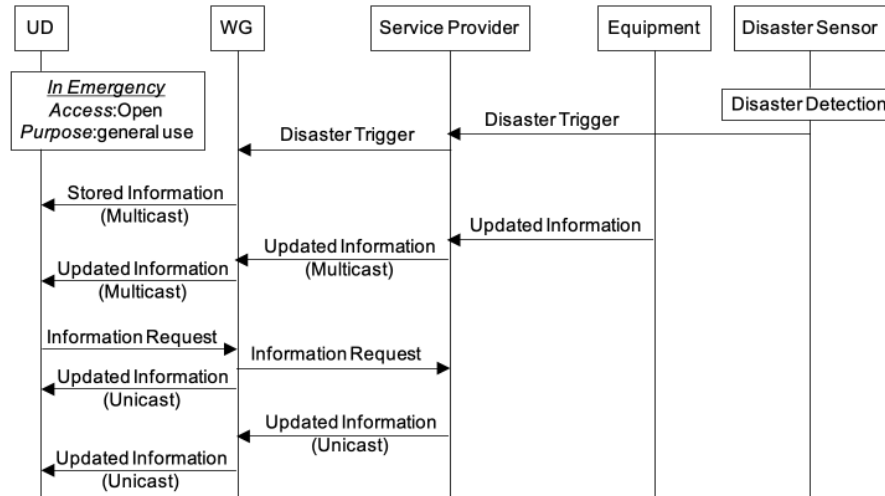 UD
WG
Service Provider
Equipment
Disaster Sensor
In Emergency
Access:Open
Purpose:general use
Disaster Detection
Disaster Trigger
Disaster Trigger
Stored Information
(Multicast)
Updated Information
Updated Information
(Multicast)
Updated Information
(Multicast)
Information Request
Information Request
Updated Information
(Unicast)
Updated Information
(Unicast)
Updated Information
(Unicast)